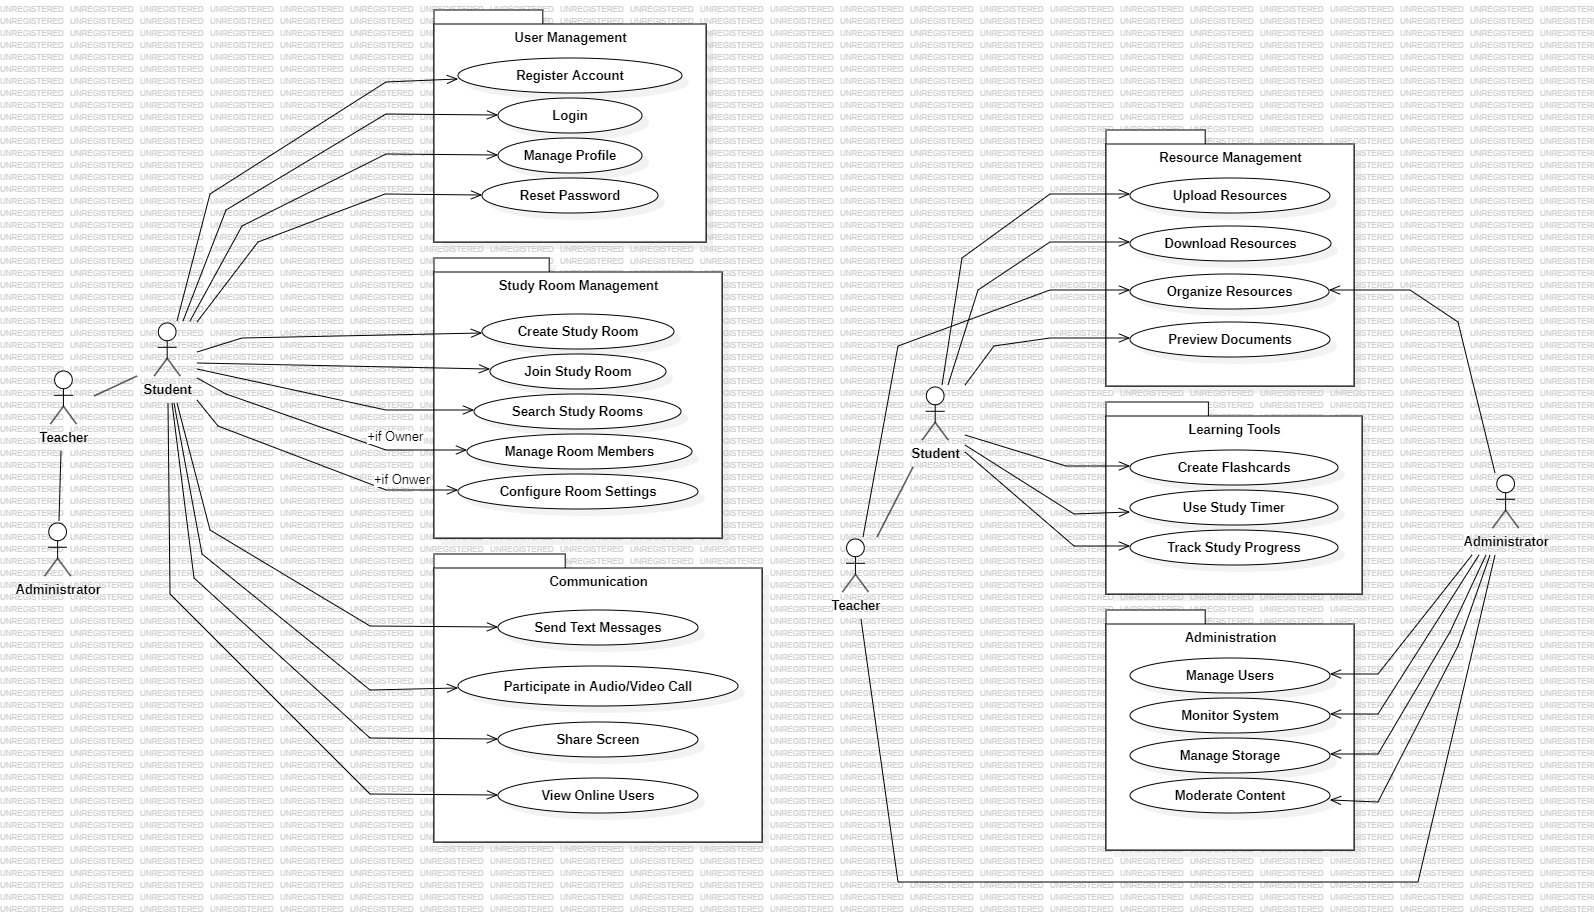 User Management
Register Account
Login
Manage Profile
Reset Password
Study Room Management
Create Study Room
Join Study Room
Search Study Rooms
+if Owner
Manage Room Members
+if Onwer
Configure Room Settings
Communication
Send Text Messages
Participate in Audio/Video Call
Share Screen
View Online Users
Student
Teacher
Administrator
Resource Management
Upload Resources
Download Resources
Organize Resources
Preview Documents
Learning Tools
Create Flashcards
Use Study Timer
Track Study Progress
Administration
Manage Users
Monitor System
Manage Storage
Moderate Content
Student
Teacher
Administrator
UNREGISTERED